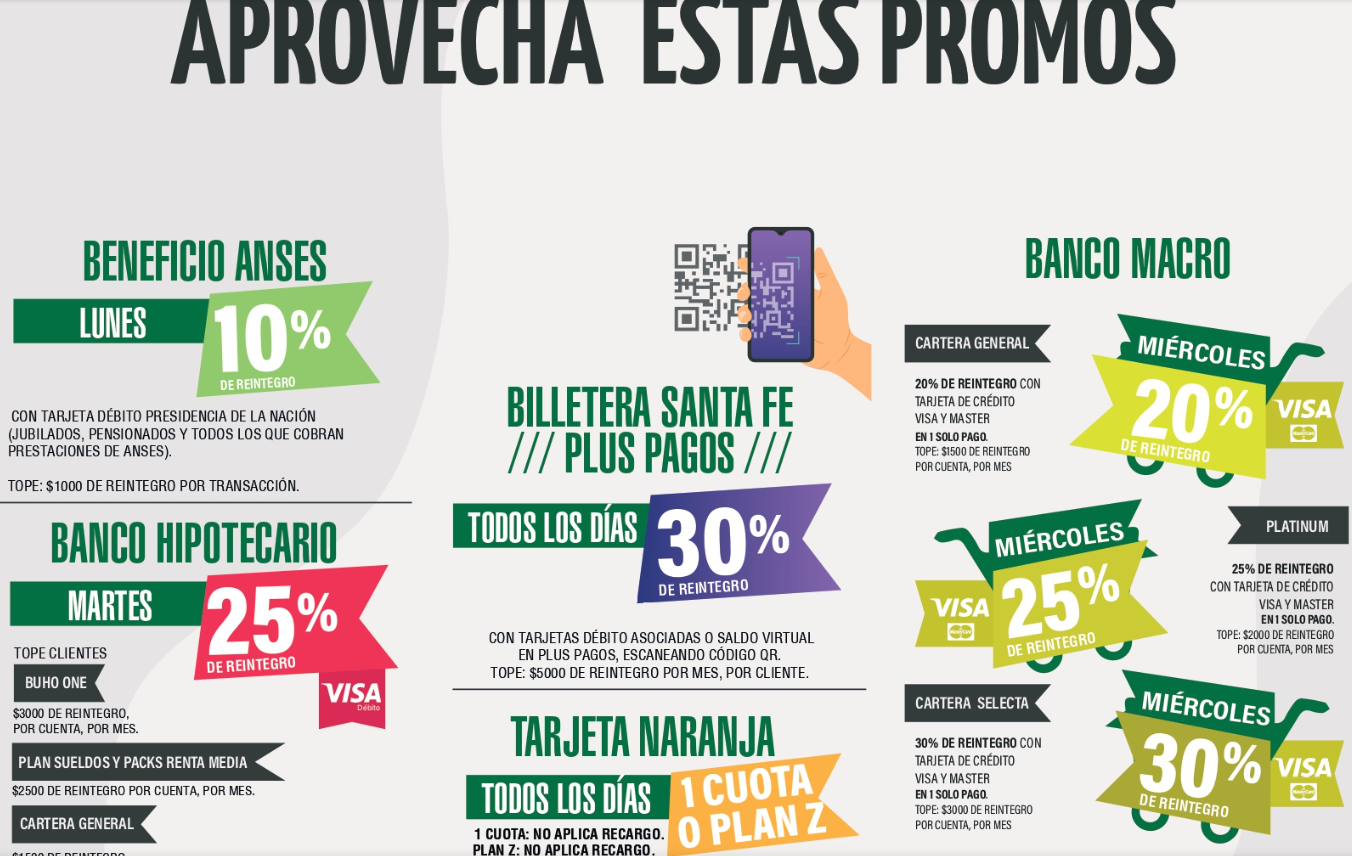 APROVECHA ESTAS PROMOS
BENEFICIO ANSES
LUNES
10%
DE REINTEGRO
CON TARJETA DÉBITO PRESIDENCIA DE LA NACIÓN
(JUBILADOS, PENSIONADOS Y TODOS LOS QUE COBRAN
PRESTACIONES DE ANSES).
TOPE: $1000 DE REINTEGRO POR TRANSACCIÓN.
BANCO HIPOTECARIO
MARTES
25%
DE REINTEGRO
VISA
Débito
TOPE CLIENTES
BUHO ONE
$3000 DE REINTEGRO,
POR CUENTA, POR MES.
PLAN SUELDOS Y PACKS RENTA MEDIA
$2500 DE REINTEGRO POR CUENTA, POR MES.
CARTERA GENERAL
$1500 DE REINTEGRO
BILLETERA SANTA FE
/// PLUS PAGOS ///
TODOS LOS DÍAS
30%
DE REINTEGRO
CON TARJETAS DÉBITO ASOCIADAS O SALDO VIRTUAL
EN PLUS PAGOS, ESCANEANDO CÓDIGO QR.
TOPE: $5000 DE REINTEGRO POR MES, POR CLIENTE.
TARJETA NARANJA
TODOS LOS DÍAS
1 CUOTA
O PLAN Z
1 CUOTA: NO APLICA RECARGO.
PLAN Z: NO APLICA RECARGO.
BANCO MACRO
CARTERA GENERAL
20% DE REINTEGRO CON
TARJETA DE CRÉDITO
VISA Y MASTER
EN 1 SOLO PAGO.
TOPE: $1500 DE REINTEGRO
POR CUENTA, POR MES
MIÉRCOLES
20%
DE REINTEGRO
VISA
MasterCard
PLATINUM
25% DE REINTEGRO
CON TARJETA DE CRÉDITO
VISA Y MASTER
EN 1 SOLO PAGO.
TOPE: $2000 DE REINTEGRO
POR CUENTA, POR MES
MIÉRCOLES
25%
DE REINTEGRO
VISA
MasterCard
CARTERA SELECTA
30% DE REINTEGRO CON
TARJETA DE CRÉDITO
VISA Y MASTER
EN 1 SOLO PAGO.
TOPE: $3000 DE REINTEGRO
POR CUENTA, POR MES
MIÉRCOLES
30%
DE REINTEGRO
VISA
MasterCard